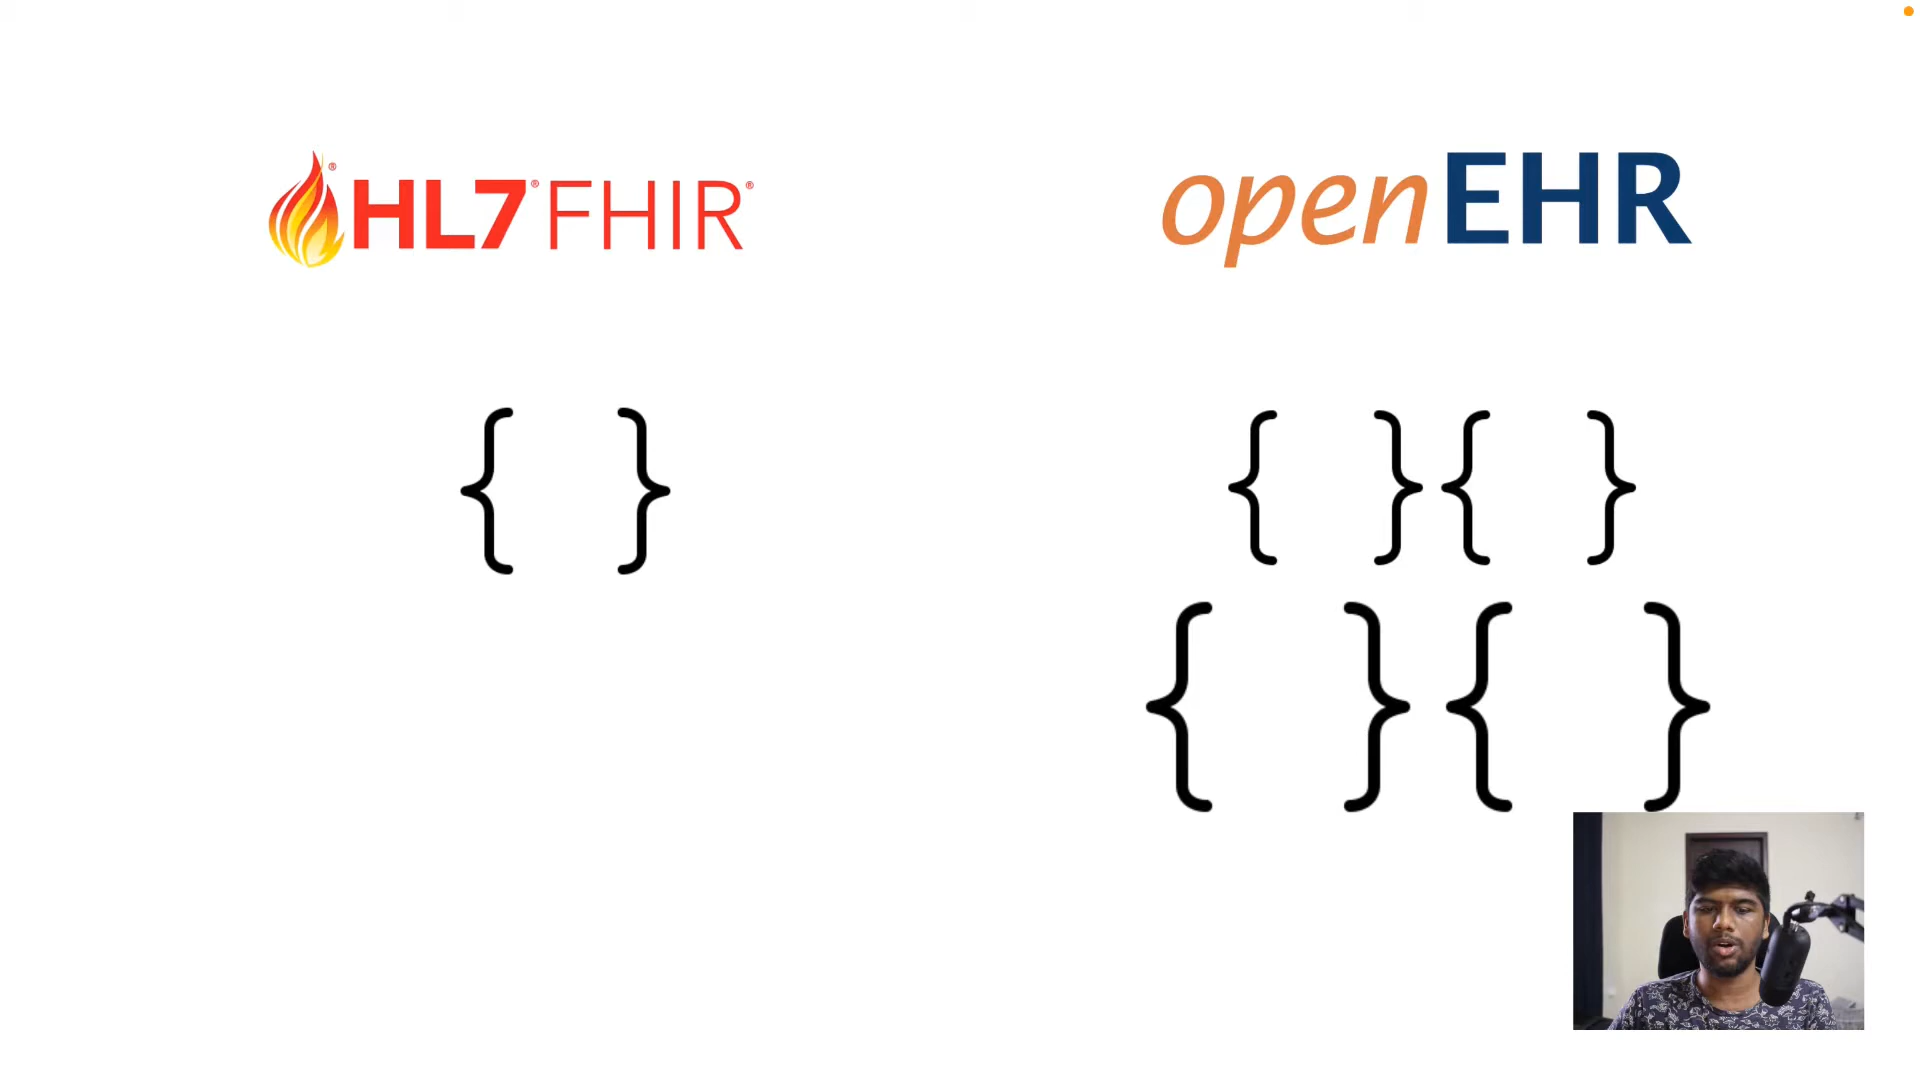 HL7® FHIR®
openEHR
{ }
{ } { }
{ } { }